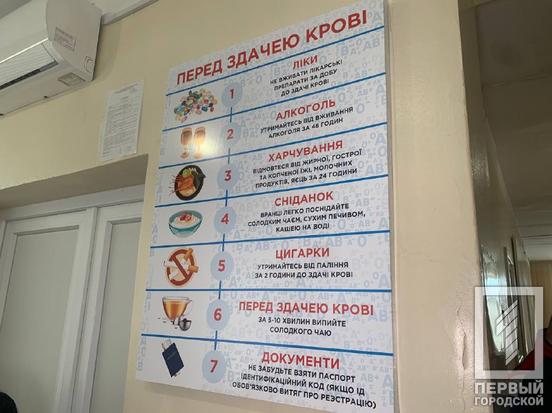 ПЕРЕД ЗДАЧЕЮ КРОВІ
1
ЛІКИ
НЕ ВЖИВАТИ ЛІКАРСЬКІ
ПРЕПАРАТИ ЗА ДОБУ
ДО ЗДАЧІ КРОВІ
2
АЛКОГОЛЬ
УТРИМАЙТЕСЬ ВІД ВЖИВАННЯ
АЛКОГОЛЯ ЗА 48 ГОДИН
3
ХАРЧУВАННЯ
ВІДМОВТЕСЯ ВІД ЖИРНОЇ, ГОСТРОЇ
ТА КОПЧЕНОЇ ЇЖІ, МОЛОЧНИХ
ПРОДУКТІВ, ЯЄЦЬ ЗА 24 ГОДИНИ
4
СНІДАНОК
ВРАНЦІ ЛЕГКО ПОСНІДАЙТЕ
СОЛОДКИМ ЧАЄМ, СУХИМ ПЕЧИВОМ,
КАШЕЮ НА ВОДІ
5
ЦИГАРКИ
УТРИМАЙТЕСЬ ВІД ПАЛІННЯ
ЗА 2 ГОДИНИ ДО ЗДАЧІ КРОВІ
6
ПЕРЕД ЗДАЧЕЮ КРОВІ
ЗА 5-10 ХВИЛИН ВИПИЙТЕ
СОЛОДКОГО ЧАЮ
7
ДОКУМЕНТИ
НЕ ЗАБУДЬТЕ ВЗЯТИ ПАСПОРТ
ІДЕНТИФІКАЦІЙНИЙ КОД (ЯКЩО ІД
ОБОВ'ЯЗКОВО ВИТЯГ ПРО РЕЄСТРАЦІЮ)
ПЕРВЫЙ
ГОРОДСКОЙ